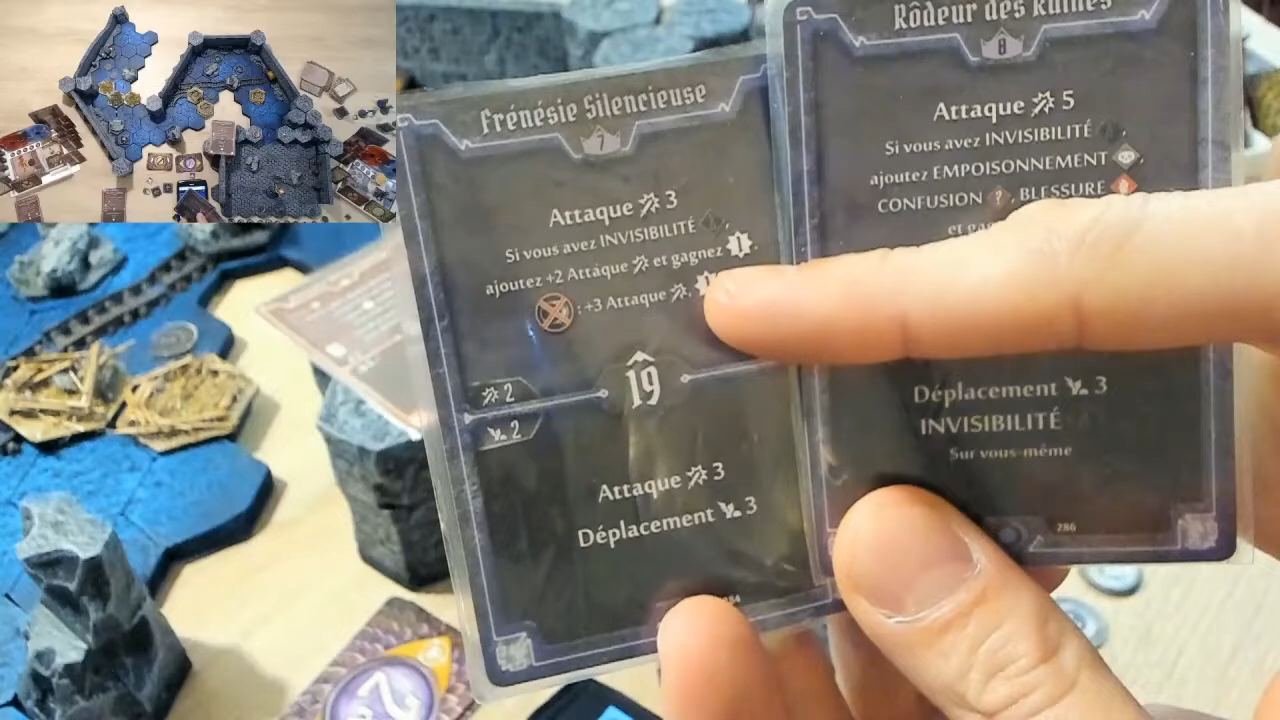 Frénésie Silencieuse
7
Attaque 3
Si vous avez INVISIBILITÉ ,
ajoutez +2 Attaque et gagnez 1.
: +3 Attaque ,
19
2
2
Attaque 3
Déplacement 3
Rôdeur des Ruines
8
Attaque 5
Si vous avez INVISIBILITÉ ,
ajoutez EMPOISONNEMENT ,
CONFUSION ? , BLESSURE
et
Déplacement 3
INVISIBILITÉ
Sur vous-même
286